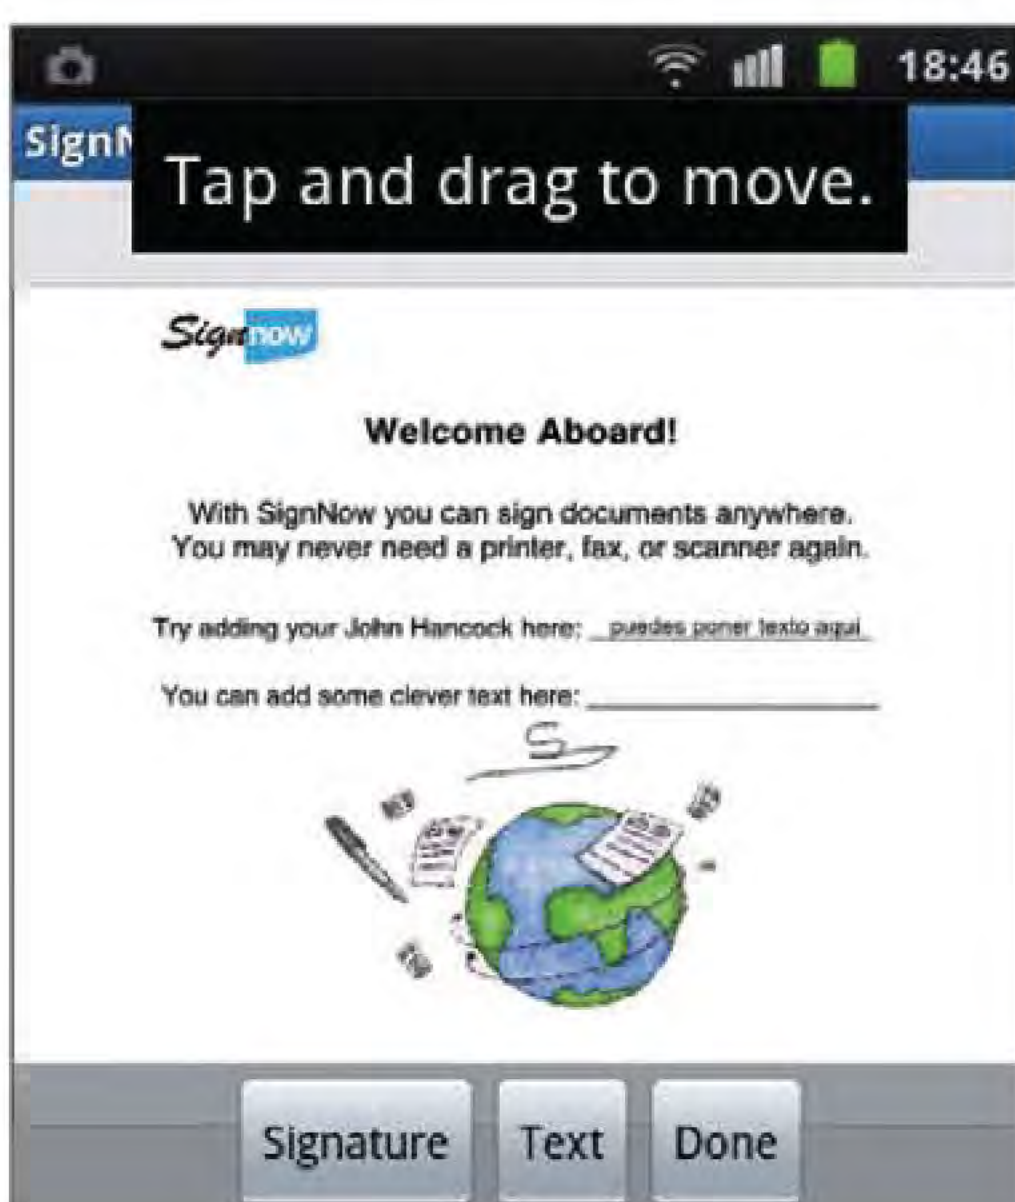 18:46
SignN
Tap and drag to move.
Signnow
Welcome Aboard!
With SignNow you can sign documents anywhere.
You may never need a printer, fax, or scanner again.
Try adding your John Hancock here: puedes poner texto aqui
You can add some clever text here:
S
Signature
Text
Done